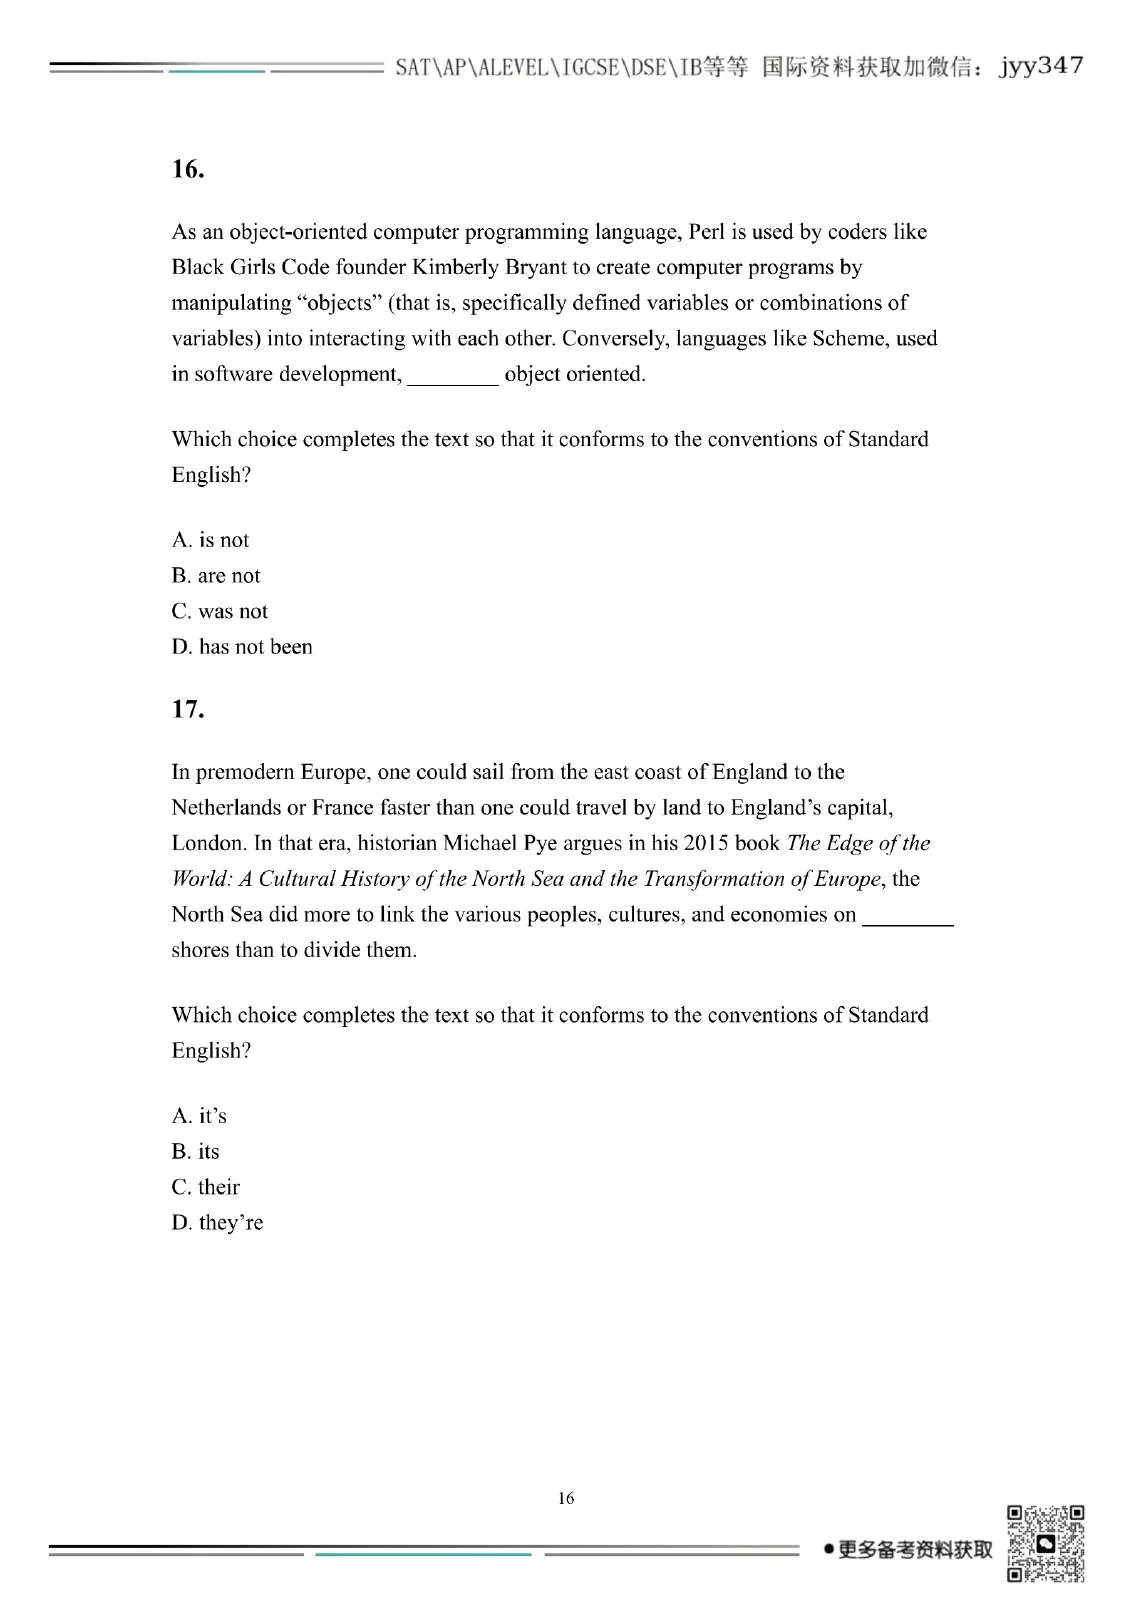 SAT\AP\ALEVEL\IGCSE\DSE\IB等等 国际资料获取加微信： jyy347
16.
As an object-oriented computer programming language, Perl is used by coders like
Black Girls Code founder Kimberly Bryant to create computer programs by
manipulating “objects” (that is, specifically defined variables or combinations of
variables) into interacting with each other. Conversely, languages like Scheme, used
in software development, ________ object oriented.
Which choice completes the text so that it conforms to the conventions of Standard
English?
A. is not
B. are not
C. was not
D. has not been
17.
In premodern Europe, one could sail from the east coast of England to the
Netherlands or France faster than one could travel by land to England’s capital,
London. In that era, historian Michael Pye argues in his 2015 book The Edge of the
World: A Cultural History of the North Sea and the Transformation of Europe, the
North Sea did more to link the various peoples, cultures, and economies on ________
shores than to divide them.
Which choice completes the text so that it conforms to the conventions of Standard
English?
A. it’s
B. its
C. their
D. they’re
16
●更多备考资料获取